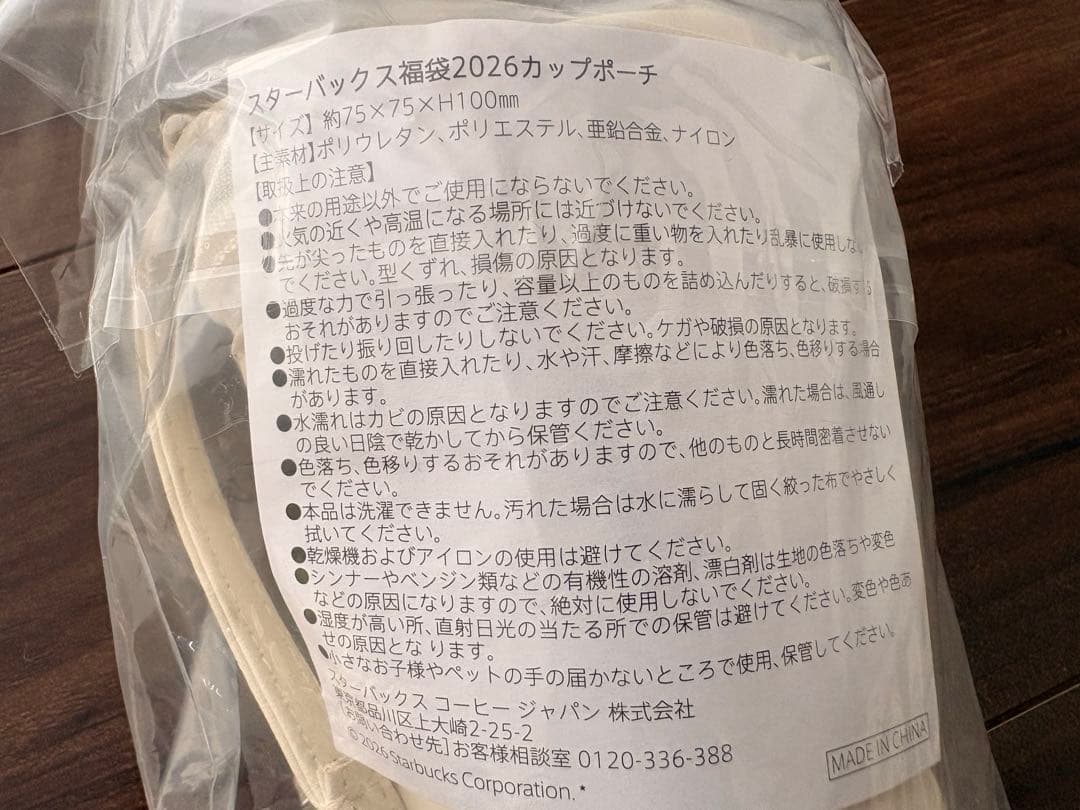 スターバックス福袋2026カップポーチ
【サイズ】約75×75×H100mm
【主素材】ポリウレタン、ポリエステル、亜鉛合金、ナイロン
【取扱上の注意】
●本来の用途以外でご使用にならないでください。
●火気の近くや高温になる場所には近づけないでください。
●先が尖ったものを直接入れたり、過度に重い物を入れたり乱暴に使用しない
でください。型くずれ、損傷の原因となります。
●過度な力で引っ張ったり、容量以上のものを詰め込んだりすると、破損する
おそれがありますのでご注意ください。
●投げたり振り回したりしないでください。ケガや破損の原因となります。
●濡れたものを直接入れたり、水や汗、摩擦などにより色落ち、色移りする場合
があります。
●水濡れはカビの原因となりますのでご注意ください。濡れた場合は、風通し
の良い日陰で乾かしてから保管ください。
●色落ち、色移りするおそれがありますので、他のものと長時間密着させない
でください。
●本品は洗濯できません。汚れた場合は水に濡らして固く絞った布でやさしく
拭いてください。
●乾燥機およびアイロンの使用は避けてください。
●シンナーやベンジン類などの有機性の溶剤、漂白剤は生地の色落ちや変色
などの原因になりますので、絶対に使用しないでください。
●湿度が高い所、直射日光の当たる所での保管は避けてください。変色や色あ
せの原因となります。
●小さなお子様やペットの手の届かないところで使用、保管してください。
スターバックス コーヒー ジャパン 株式会社
東京都品川区上大崎2-25-2
[お問い合わせ先]お客様相談室 0120-336-388
©2026 Starbucks Corporation.*
MADE IN CHINA